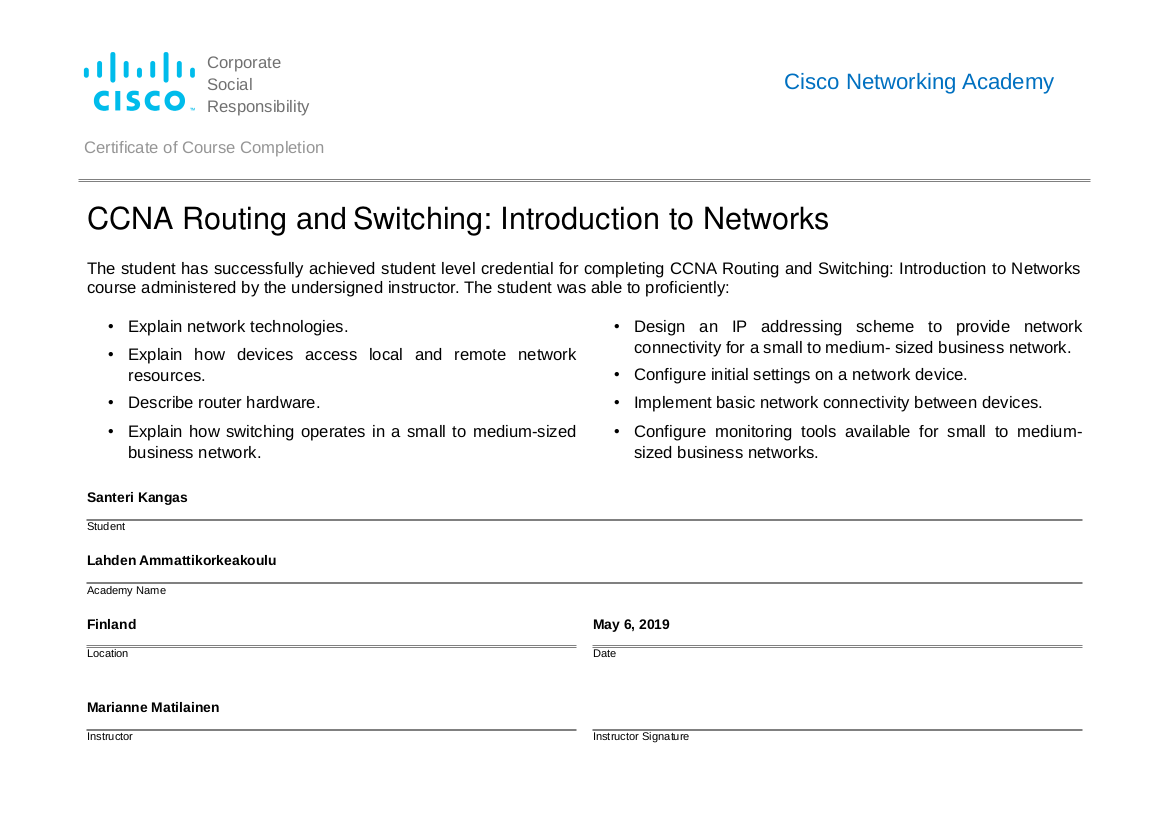 CISCO
Corporate
Social
Responsibility
Cisco Networking Academy
Certificate of Course Completion
CCNA Routing and Switching: Introduction to Networks
The student has successfully achieved student level credential for completing CCNA Routing and Switching: Introduction to Networks
course administered by the undersigned instructor. The student was able to proficiently:
• Explain network technologies.
• Explain how devices access local and remote network
resources.
• Describe router hardware.
• Explain how switching operates in a small to medium-sized
business network.
• Design an IP addressing scheme to provide network
connectivity for a small to medium- sized business network.
• Configure initial settings on a network device.
• Implement basic network connectivity between devices.
• Configure monitoring tools available for small to medium-
sized business networks.
Santeri Kangas
Student
Lahden Ammattikorkeakoulu
Academy Name
Finland
Location
May 6, 2019
Date
Marianne Matilainen
Instructor
Instructor Signature